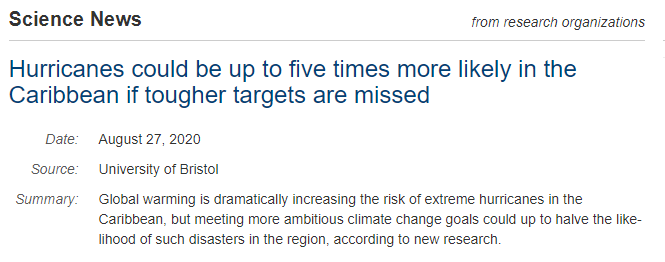 Science News
from research organizations
Hurricanes could be up to five times more likely in the
Caribbean if tougher targets are missed
Date: August 27, 2020
Source: University of Bristol
Summary: Global warming is dramatically increasing the risk of extreme hurricanes in the
Caribbean, but meeting more ambitious climate change goals could up to halve the like-
lihood of such disasters in the region, according to new research.